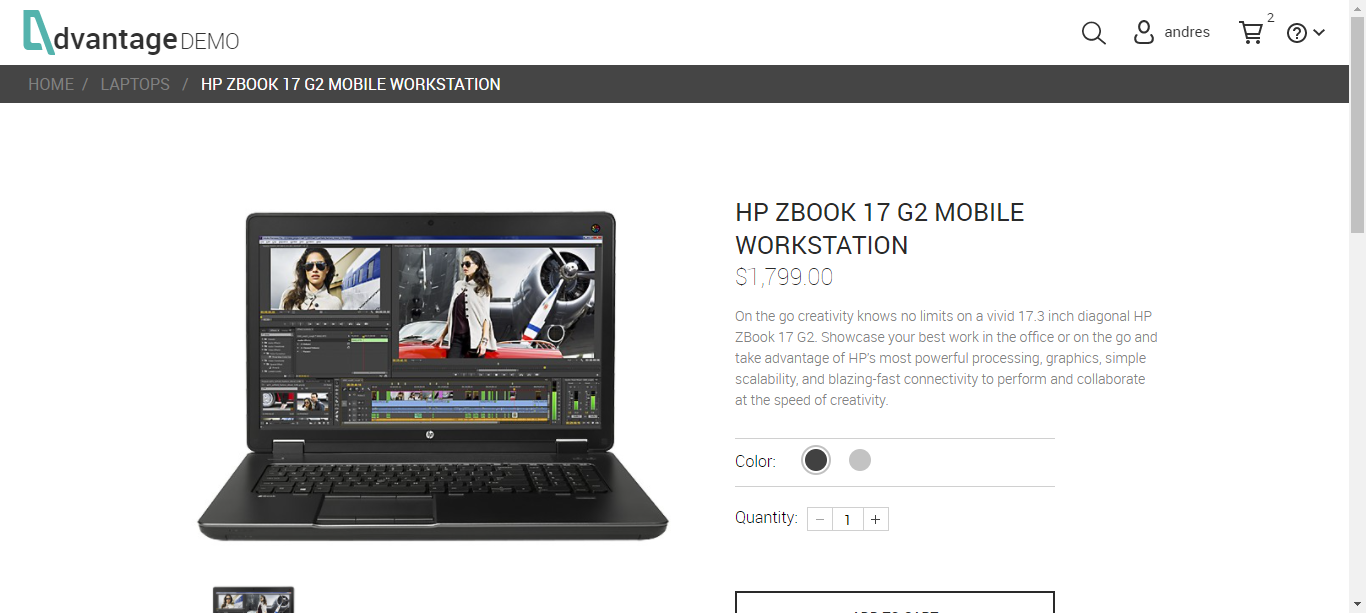 dvantage DEMO
andres
2
HOME / LAPTOPS / HP ZBOOK 17 G2 MOBILE WORKSTATION
HP ZBOOK 17 G2 MOBILE
WORKSTATION
$1,799.00
On the go creativity knows no limits on a vivid 17.3 inch diagonal HP
ZBook 17 G2. Showcase your best work in the office or on the go and
take advantage of HP's most powerful processing, graphics, simple
scalability, and blazing-fast connectivity to perform and collaborate
at the speed of creativity.
Color:
Quantity: − 1 +
ADD TO CART
hp